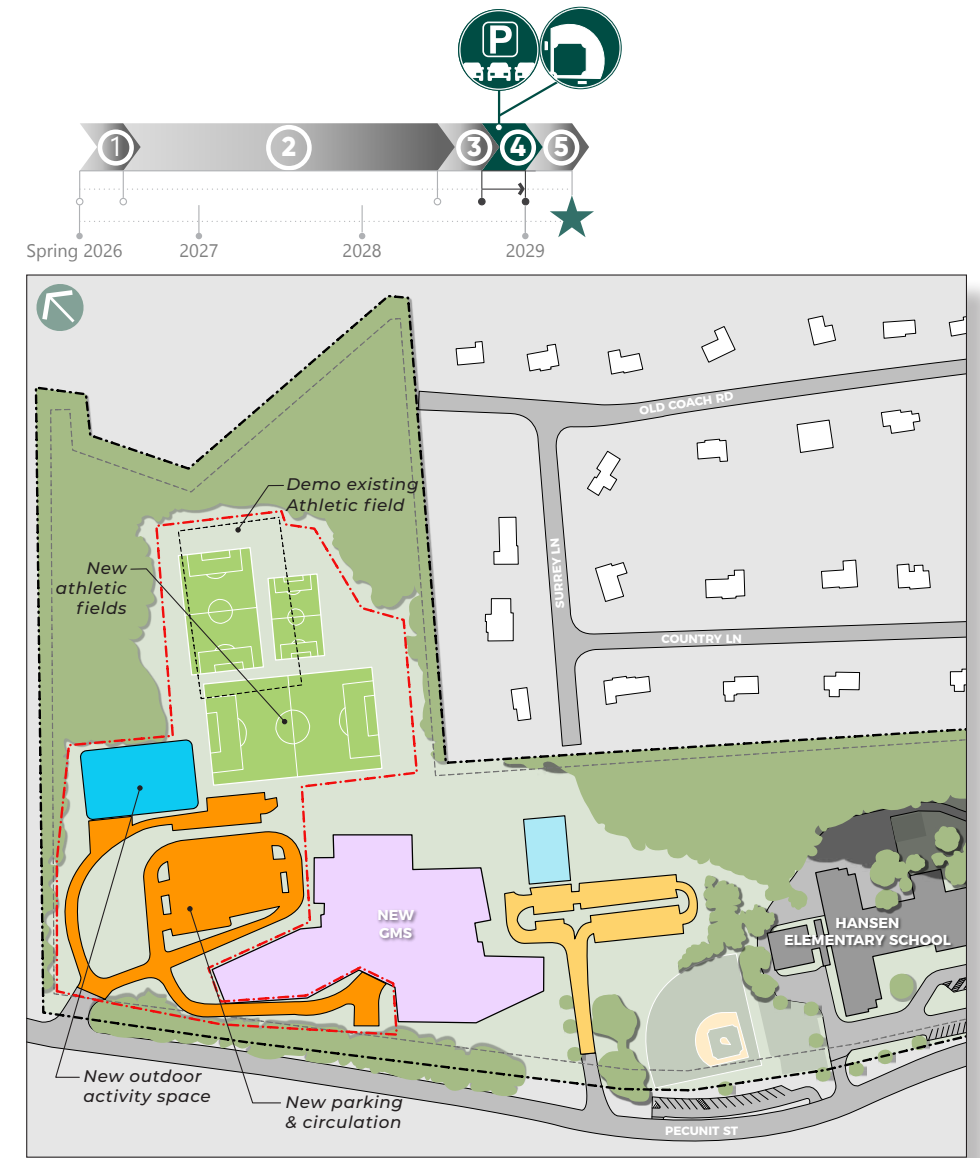 P
1
2
3
4
5
Spring 2026
2027
2028
2029
OLD COACH RD
Demo existing
Athletic field
New
athletic
fields
SURREY LN
COUNTRY LN
NEW
GMS
HANSEN
ELEMENTARY SCHOOL
New outdoor
activity space
New parking
& circulation
PECUNIT ST